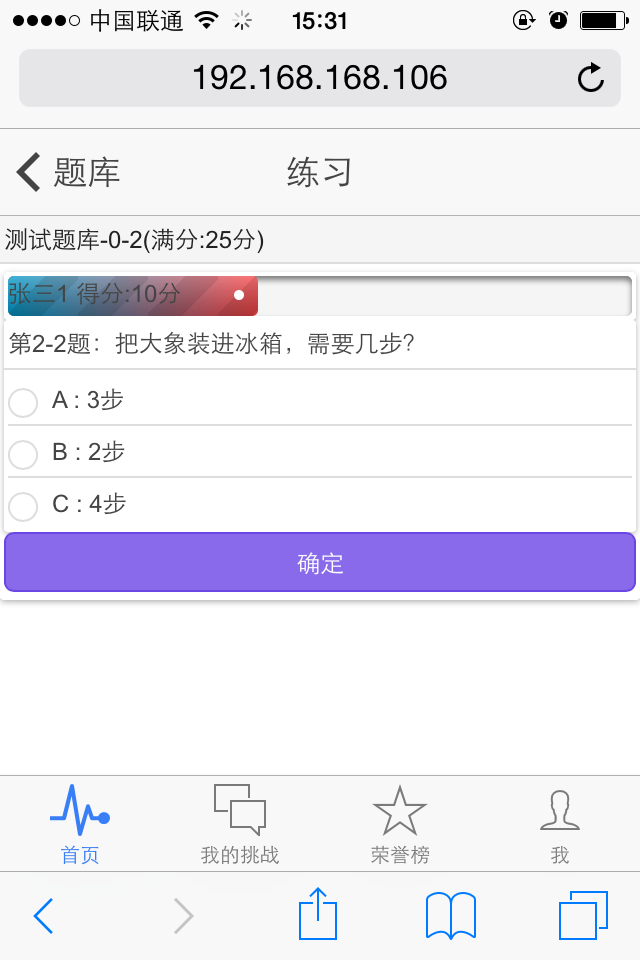 中国联通 15:31
192.168.168.106
题库 练习
测试题库-0-2(满分:25分)
张三1 得分:10分
第2-2题：把大象装进冰箱，需要几步？
A : 3步
B : 2步
C : 4步
确定
首页 我的挑战 荣誉榜 我